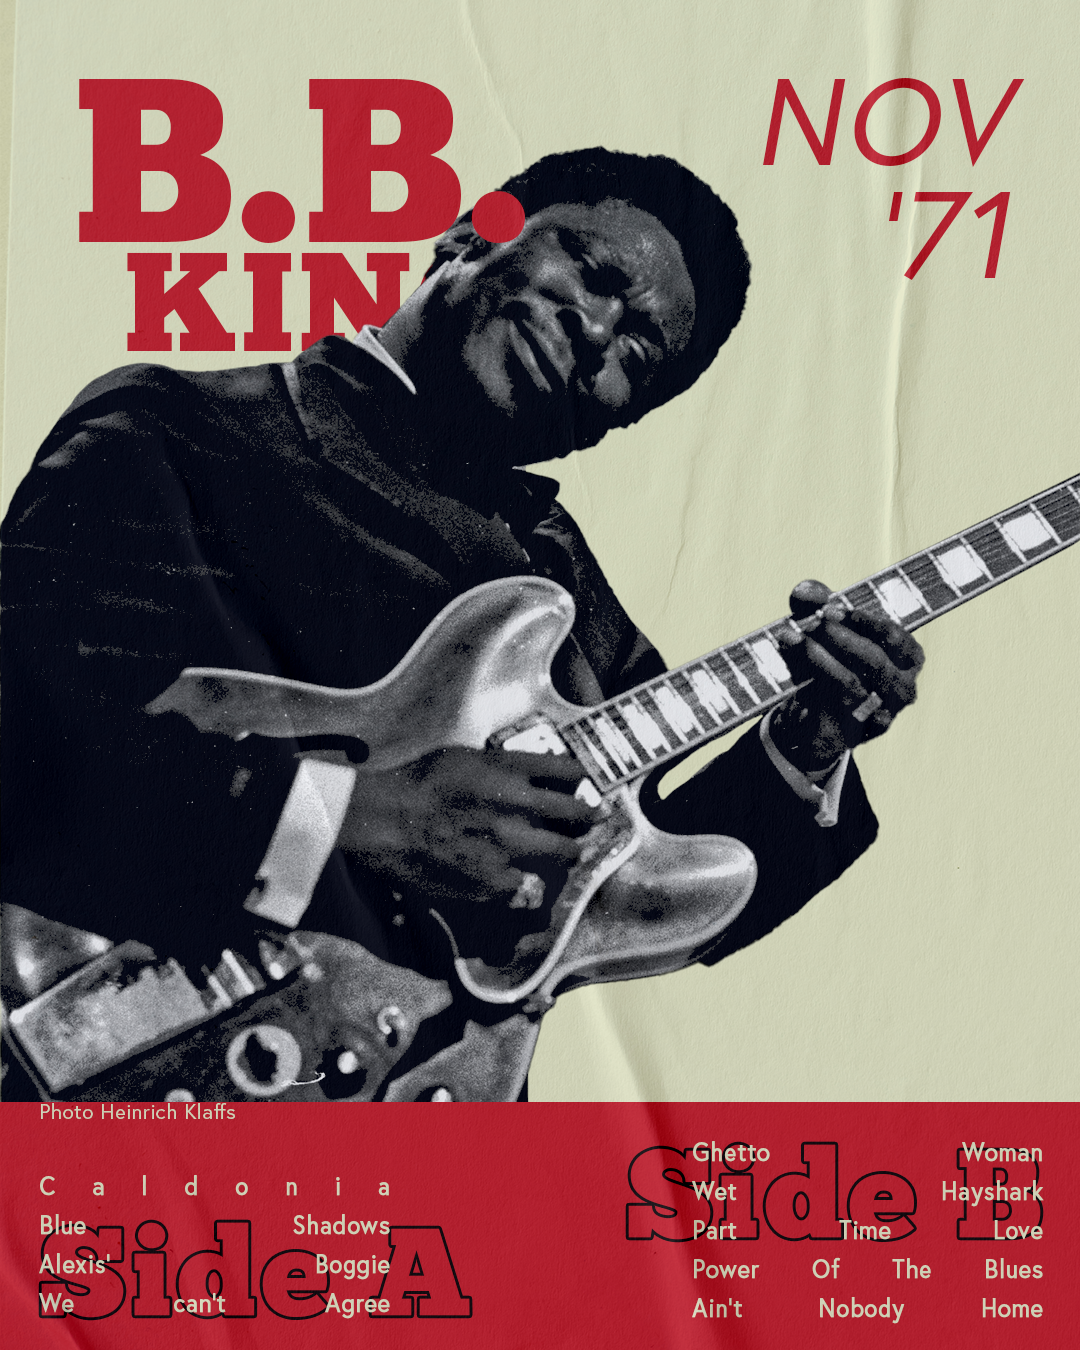 B.B.
KIN
NOV
'71
Photo Heinrich Klaffs
Side A
Caldonia
Blue Shadows
Alexis' Boggie
We can't Agree
Side B
Ghetto Woman
Wet Hayshark
Part Time Love
Power Of The Blues
Ain't Nobody Home